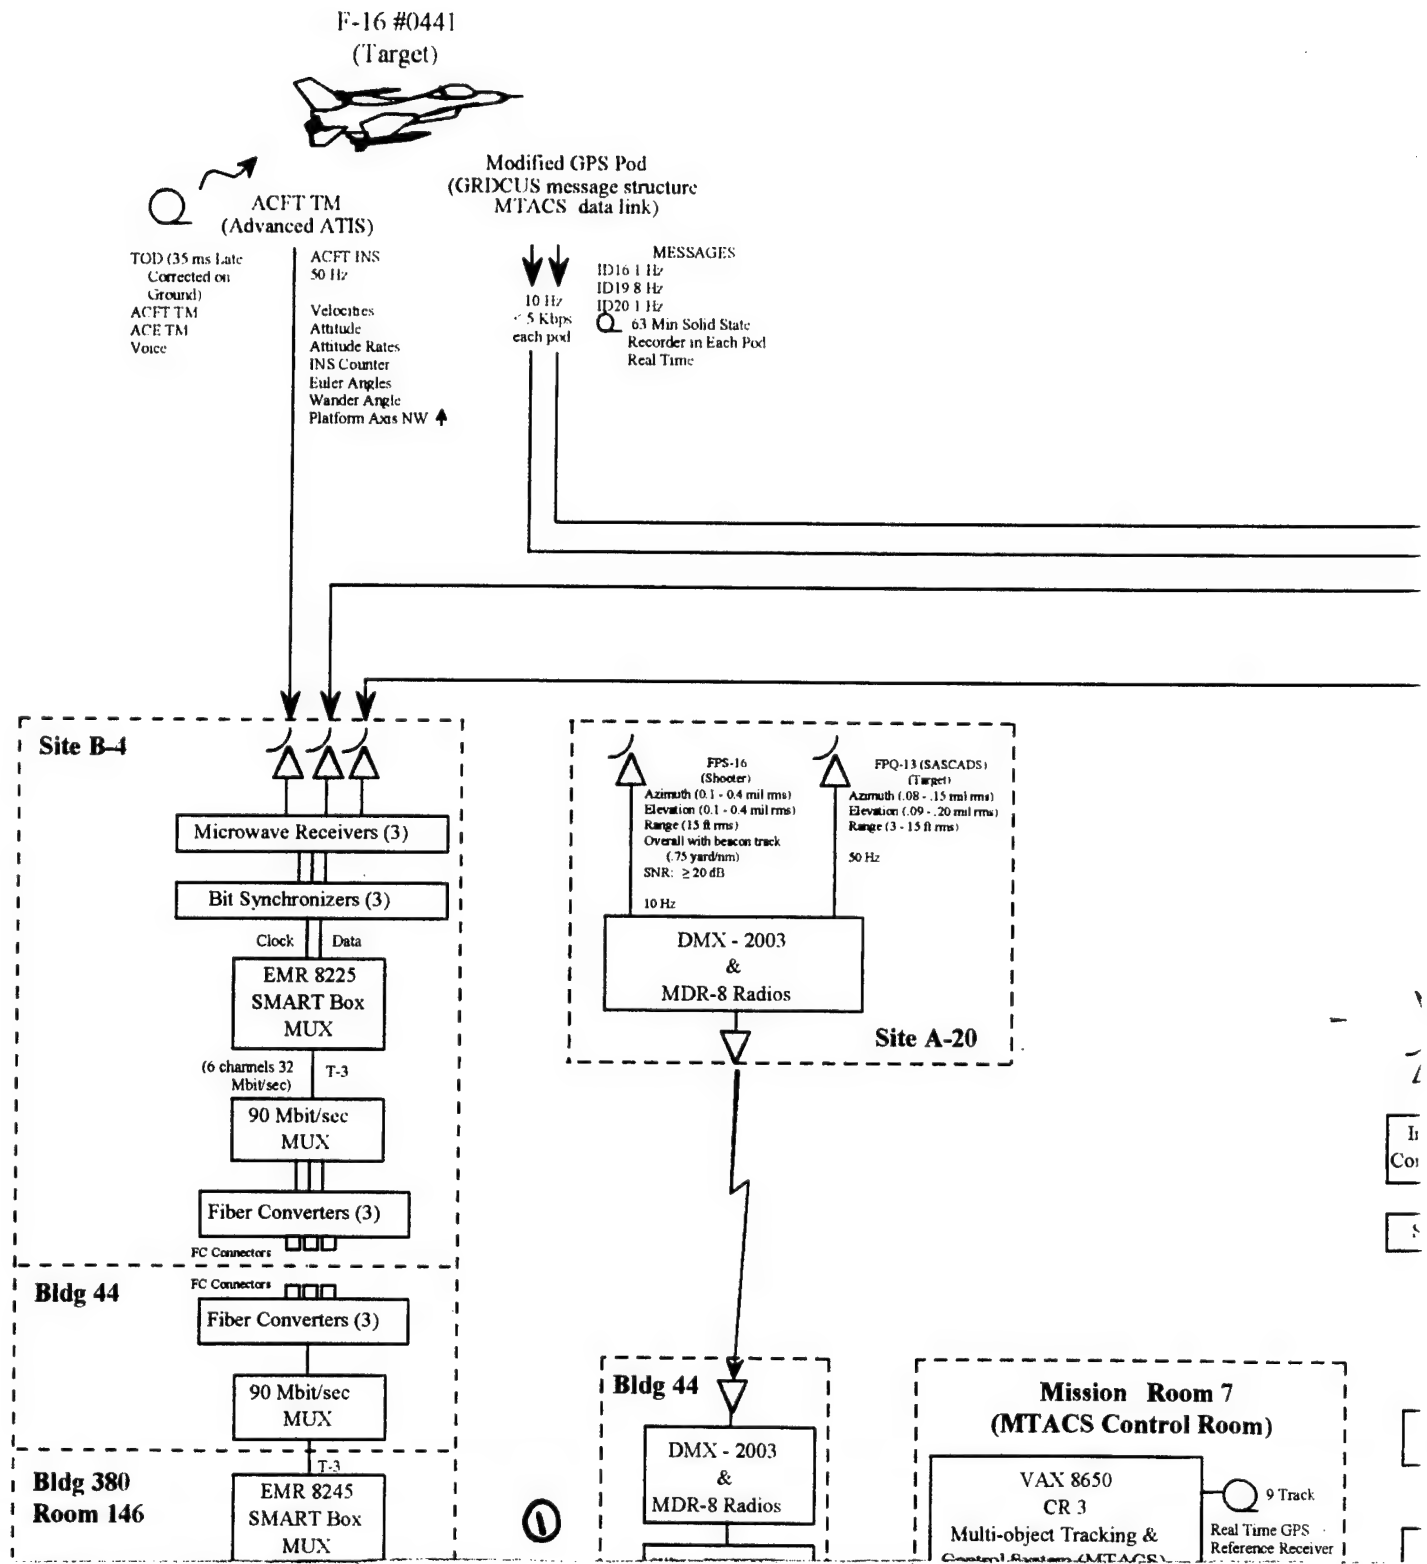 F-16 #0441
(Target)
Modified GPS Pod
(GRDCUS message structure
MTACS data link)
ACFT TM
(Advanced ATIS)
TOD (35 ms Late
Corrected on
Ground)
ACFT TM
ACE TM
Voice
ACFT INS
50 Hz
Velocities
Attitude
Attitude Rates
INS Counter
Euler Angles
Wander Angle
Platform Axis NW
10 Hz
< 5 Kbps
each pod
MESSAGES
ID16 1 Hz
ID19 8 Hz
ID20 1 Hz
63 Min Solid State
Recorder in Each Pod
Real Time
Site B-4
Microwave Receivers (3)
Bit Synchronizers (3)
Clock Data
EMR 8225
SMART Box
MUX
(6 channels 32
Mbit/sec)
T-3
90 Mbit/sec
MUX
Fiber Converters (3)
FC Connectors
Bldg 44
FC Connectors
Fiber Converters (3)
90 Mbit/sec
MUX
Bldg 380
Room 146
T-3
EMR 8245
SMART Box
MUX
FPS-16
(Shooter)
Azimuth (0.1 - 0.4 mil rms)
Elevation (0.1 - 0.4 mil rms)
Range (15 ft rms)
Overall with beacon track
(.75 yard/nm)
SNR: ≥ 20 dB
10 Hz
FPQ-13 (SASCADS)
(Target)
Azimuth (.08 - .15 mil rms)
Elevation (.09 - .20 mil rms)
Range (3 - 15 ft rms)
50 Hz
DMX - 2003
&
MDR-8 Radios
Site A-20
Bldg 44
DMX - 2003
&
MDR-8 Radios
1
Mission Room 7
(MTACS Control Room)
VAX 8650
CR 3
Multi-object Tracking &
Control System (MTACS)
9 Track
Real Time GPS
Reference Receiver